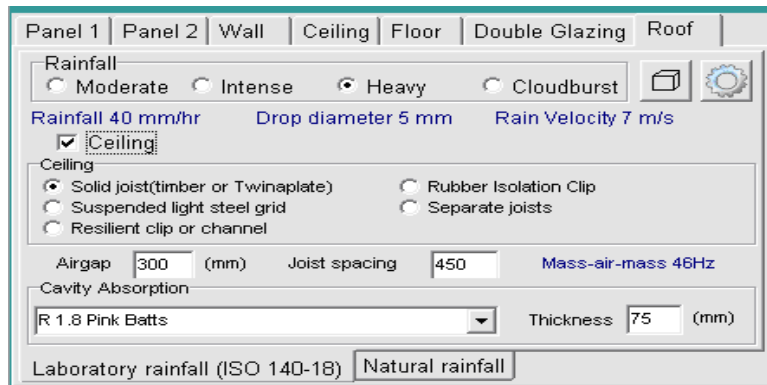 Panel 1 Panel 2 Wall Ceiling Floor Double Glazing Roof
Rainfall
Moderate Intense Heavy Cloudburst
Rainfall 40 mm/hr Drop diameter 5 mm Rain Velocity 7 m/s
Ceiling
Ceiling
Solid joist(timber or Twinaplate) Rubber Isolation Clip
Suspended light steel grid Separate joists
Resilient clip or channel
Airgap 300 (mm) Joist spacing 450 Mass-air-mass 46Hz
Cavity Absorption
R 1.8 Pink Batts Thickness 75 (mm)
Laboratory rainfall (ISO 140-18) Natural rainfall